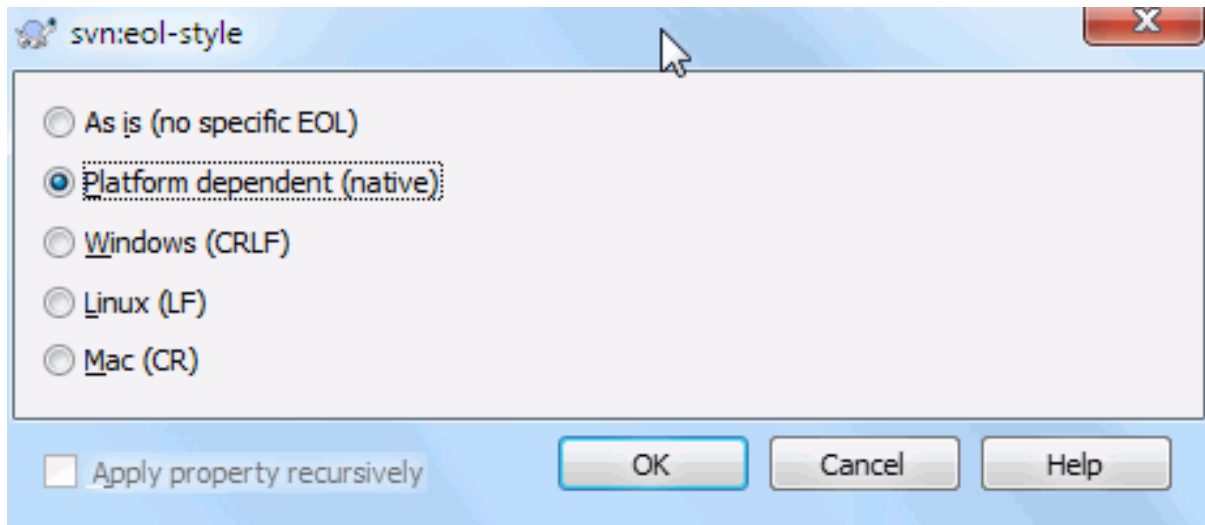 svn:eol-style
As is (no specific EOL)
Platform dependent (native)
Windows (CRLF)
Linux (LF)
Mac (CR)
Apply property recursively
OK Cancel Help